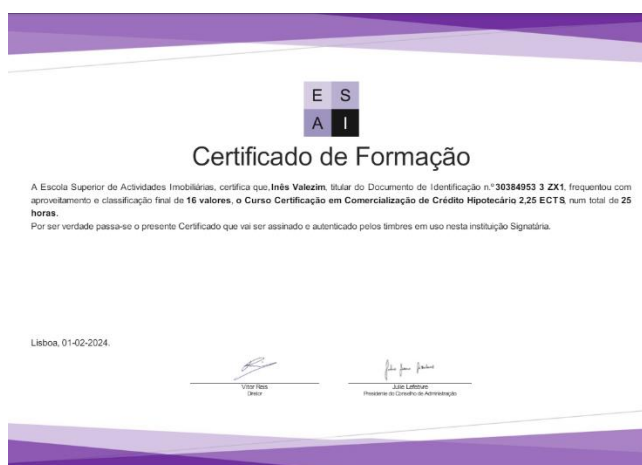 E S
A I
Certificado de Formação
A Escola Superior de Actividades Imobiliárias, certifica que, Inês Valezim, titular do Documento de Identificação n.º 30384953 3 ZX1, frequentou com
aproveitamento e classificação final de 16 valores, o Curso Certificação em Comercialização de Crédito Hipotecário 2,25 ECTS, num total de 25
horas.
Por ser verdade passa-se o presente Certificado que vai ser assinado e autenticado pelos timbres em uso nesta instituição Signatária.
Lisboa, 01-02-2024.
Vítor Reis
Diretor
Julie Lefebvre
Presidente do Conselho de Administração